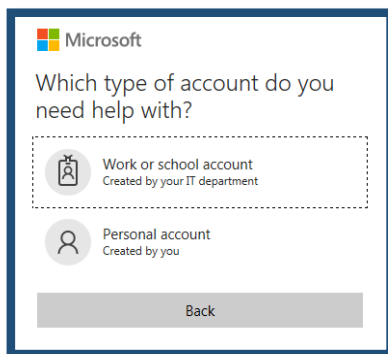 Microsoft
Which type of account do you
need help with?
Work or school account
Created by your IT department
Personal account
Created by you
Back